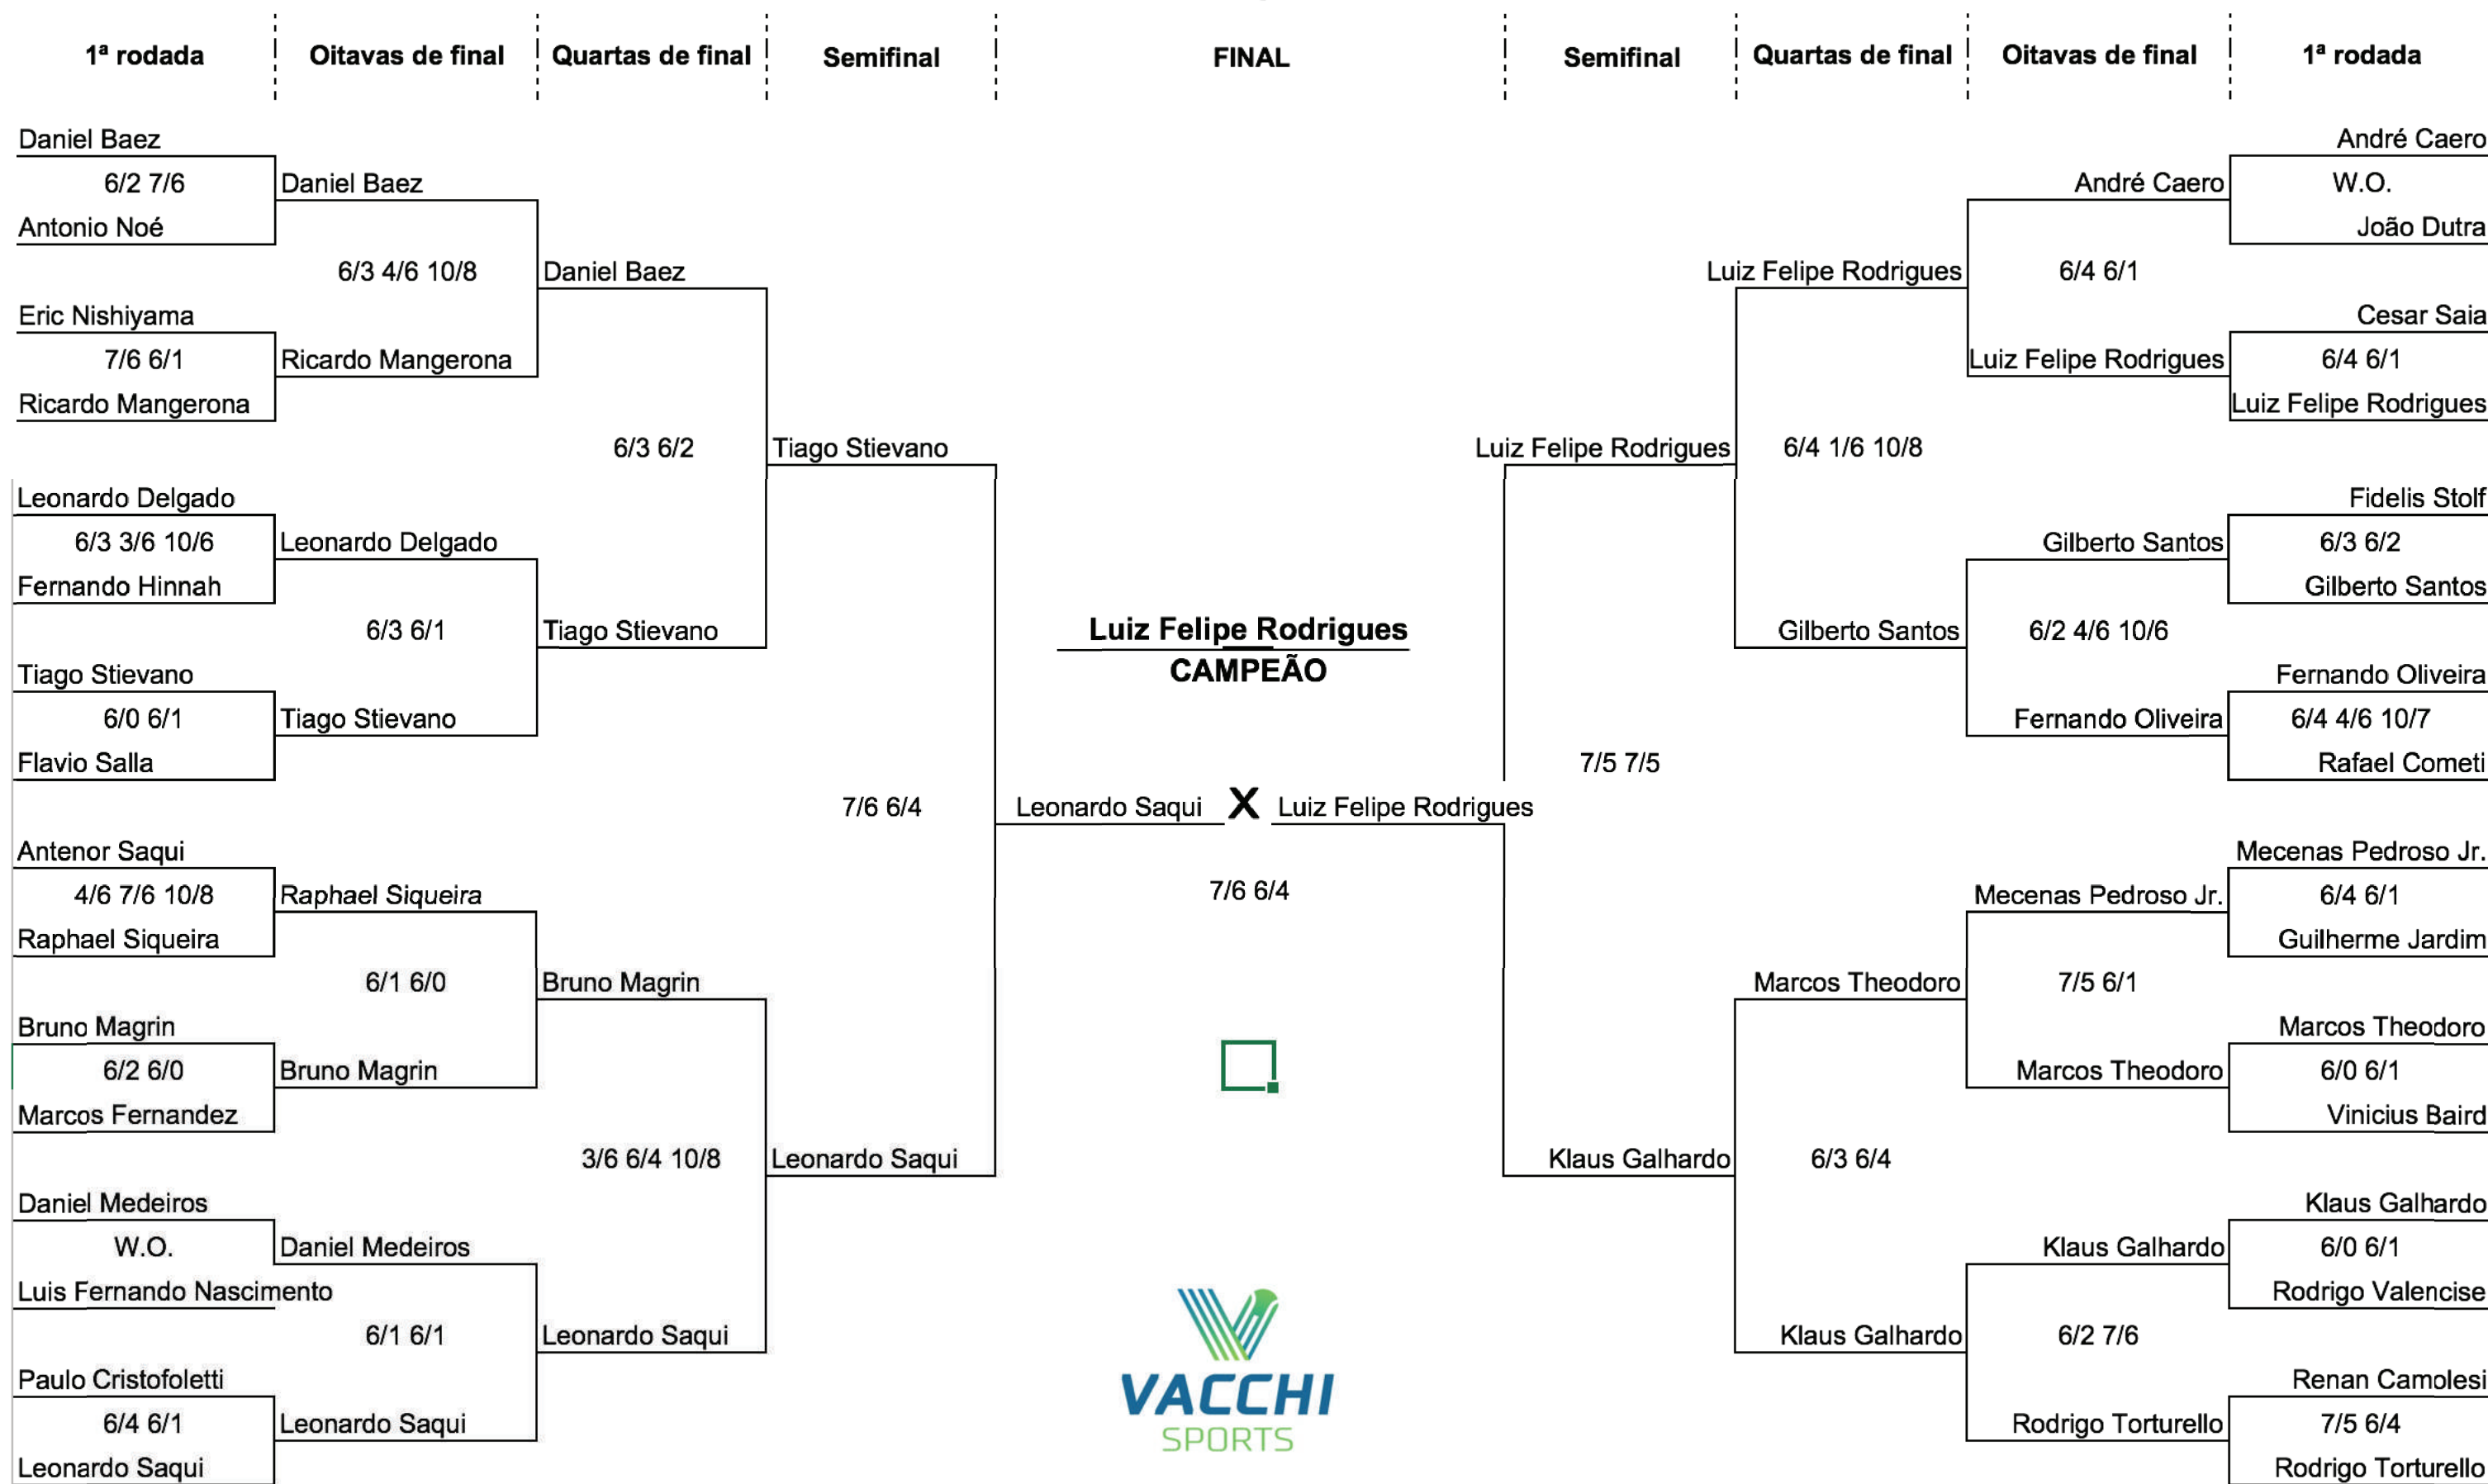 1ª rodada
Oitavas de final
Quartas de final
Semifinal
FINAL
Semifinal
Quartas de final
Oitavas de final
1ª rodada
Daniel Baez
6/2 7/6
Antonio Noé
Eric Nishiyama
7/6 6/1
Ricardo Mangerona
Leonardo Delgado
6/3 3/6 10/6
Fernando Hinnah
Tiago Stievano
6/0 6/1
Flavio Salla
Antenor Saqui
4/6 7/6 10/8
Raphael Siqueira
Bruno Magrin
6/2 6/0
Marcos Fernandez
Daniel Medeiros
W.O.
Luis Fernando Nascimento
Paulo Cristofoletti
6/4 6/1
Leonardo Saqui
Daniel Baez
6/3 4/6 10/8
Ricardo Mangerona
Leonardo Delgado
6/3 6/1
Tiago Stievano
Raphael Siqueira
6/1 6/0
Bruno Magrin
Daniel Medeiros
6/1 6/1
Leonardo Saqui
Daniel Baez
6/3 6/2
Tiago Stievano
Bruno Magrin
3/6 6/4 10/8
Leonardo Saqui
Tiago Stievano
7/6 6/4
Leonardo Saqui
Luiz Felipe Rodrigues
CAMPEÃO
Leonardo Saqui X Luiz Felipe Rodrigues
7/6 6/4
VACCHI
SPORTS
Luiz Felipe Rodrigues
7/5 7/5
Klaus Galhardo
Luiz Felipe Rodrigues
6/4 1/6 10/8
Gilberto Santos
Marcos Theodoro
6/3 6/4
Klaus Galhardo
André Caero
6/4 6/1
Luiz Felipe Rodrigues
Gilberto Santos
6/2 4/6 10/6
Fernando Oliveira
Mecenas Pedroso Jr.
7/5 6/1
Marcos Theodoro
Klaus Galhardo
6/2 7/6
Rodrigo Torturello
André Caero
W.O.
João Dutra
Cesar Saia
6/4 6/1
Luiz Felipe Rodrigues
Fidelis Stolf
6/3 6/2
Gilberto Santos
Fernando Oliveira
6/4 4/6 10/7
Rafael Cometi
Mecenas Pedroso Jr.
6/4 6/1
Guilherme Jardim
Marcos Theodoro
6/0 6/1
Vinicius Baird
Klaus Galhardo
6/0 6/1
Rodrigo Valencise
Renan Camolesi
7/5 6/4
Rodrigo Torturello